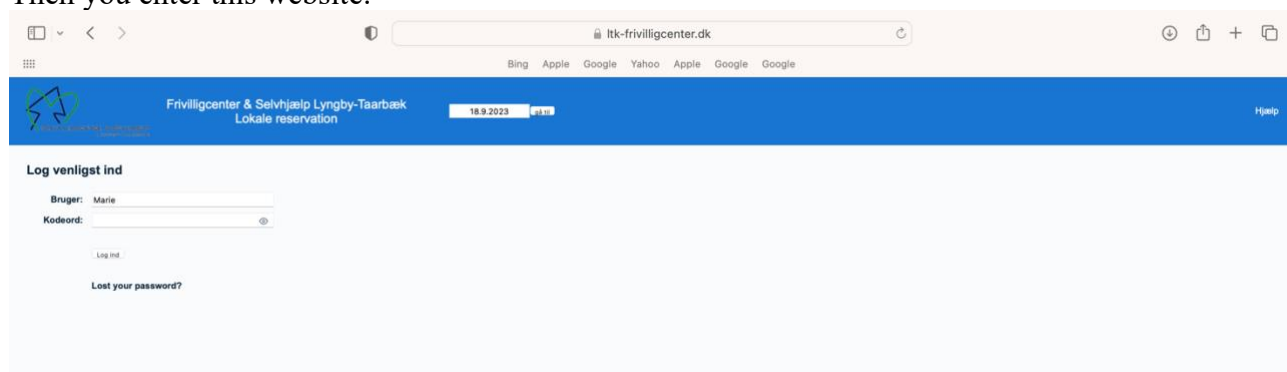 Then you enter this website:
ltk-frivilligcenter.dk
Bing Apple Google Yahoo Apple Google Google
Frivilligcenter & Selvhjælp Lyngby-Taarbæk
Lokale reservation
18.9.2023
gå til
Hjælp
Log venligst ind
Bruger: Marie
Kodeord:
Log ind
Lost your password?